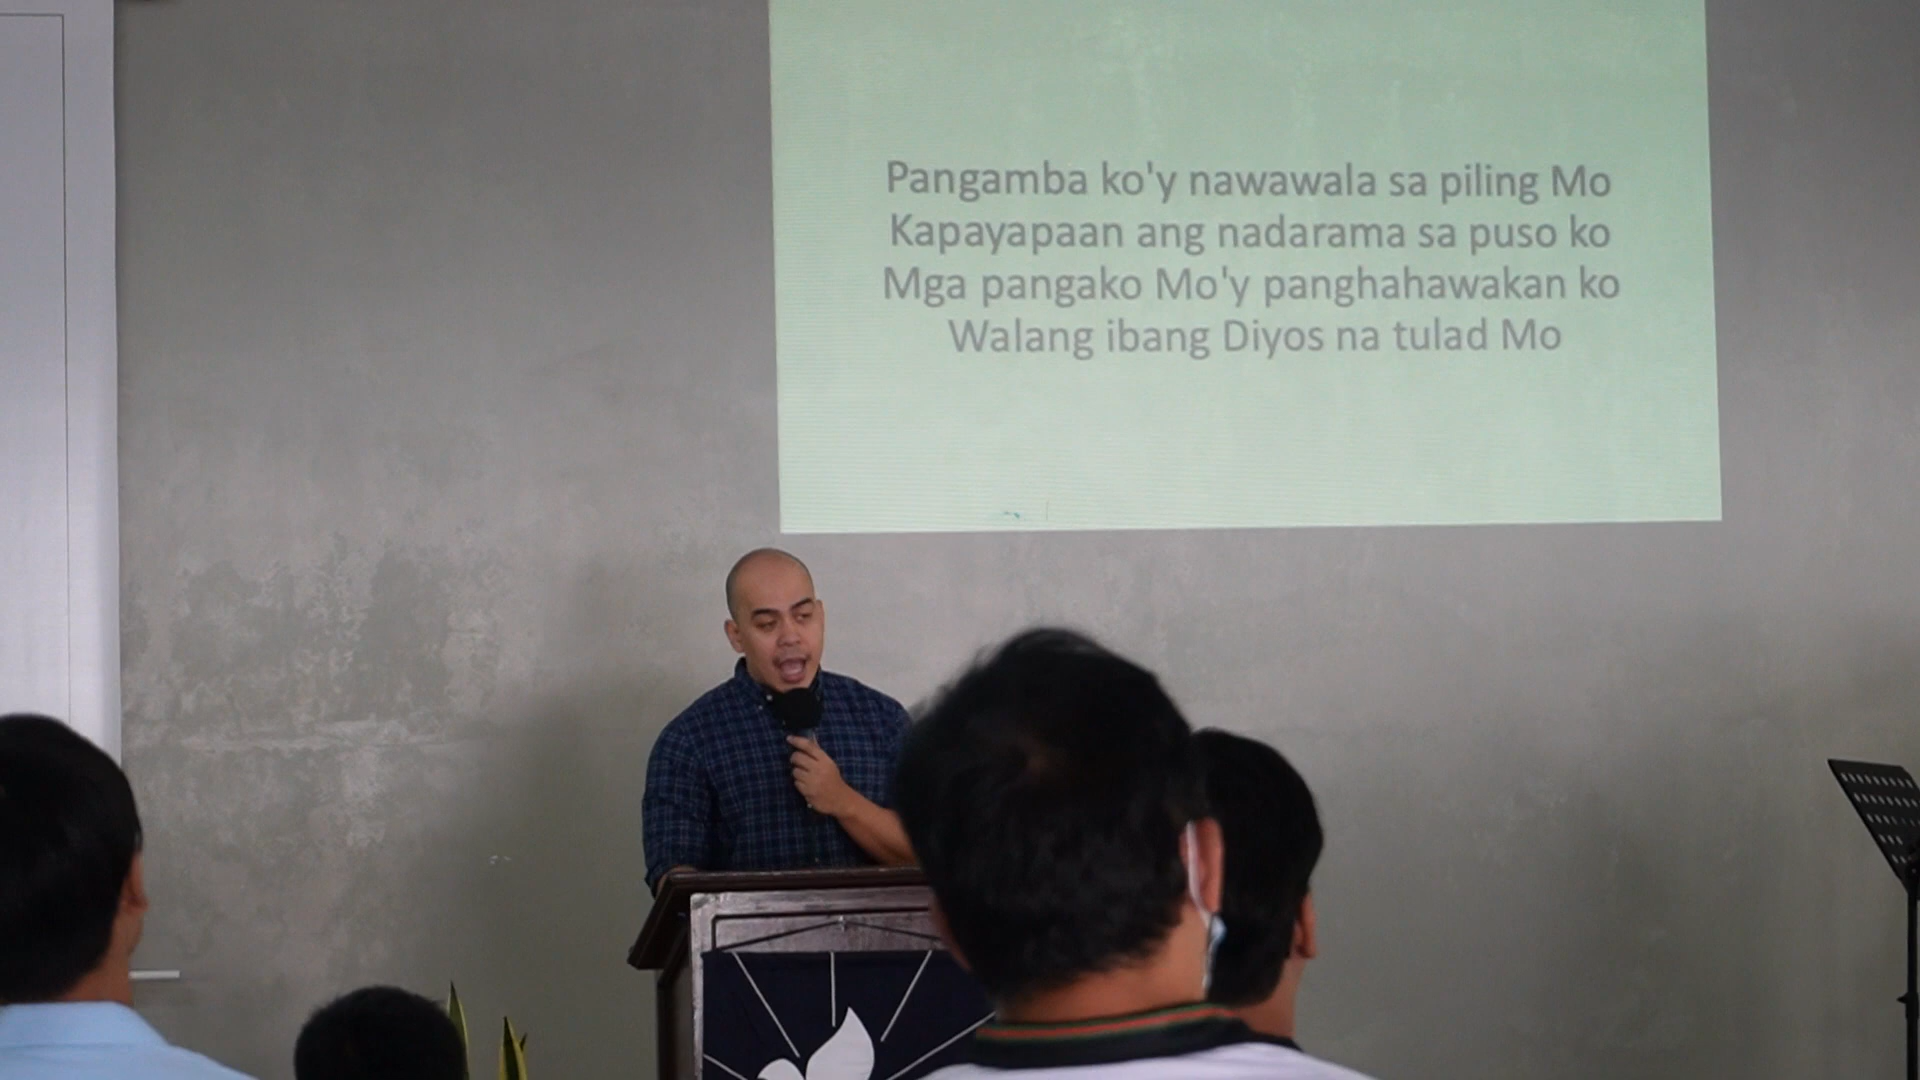 Pangamba ko'y nawawala sa piling Mo
Kapayapaan ang nadarama sa puso ko
Mga pangako Mo'y panghahawakan ko
Walang ibang Diyos na tulad Mo